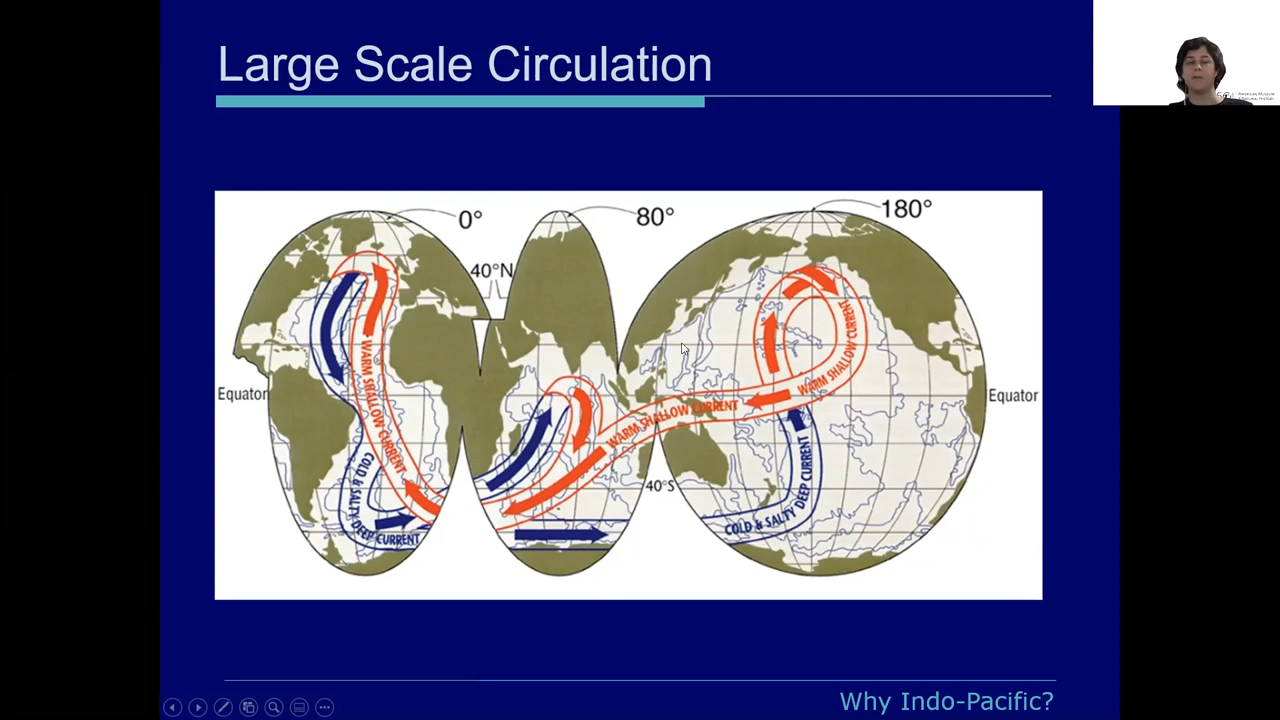 Large Scale Circulation
0°
80°
180°
40°N
Equator
Equator
40°S
WARM SHALLOW CURRENT
COLD & SALTY DEEP CURRENT
WARM SHALLOW CURRENT
WARM SHALLOW CURRENT
COLD & SALTY DEEP CURRENT
Why Indo-Pacific?